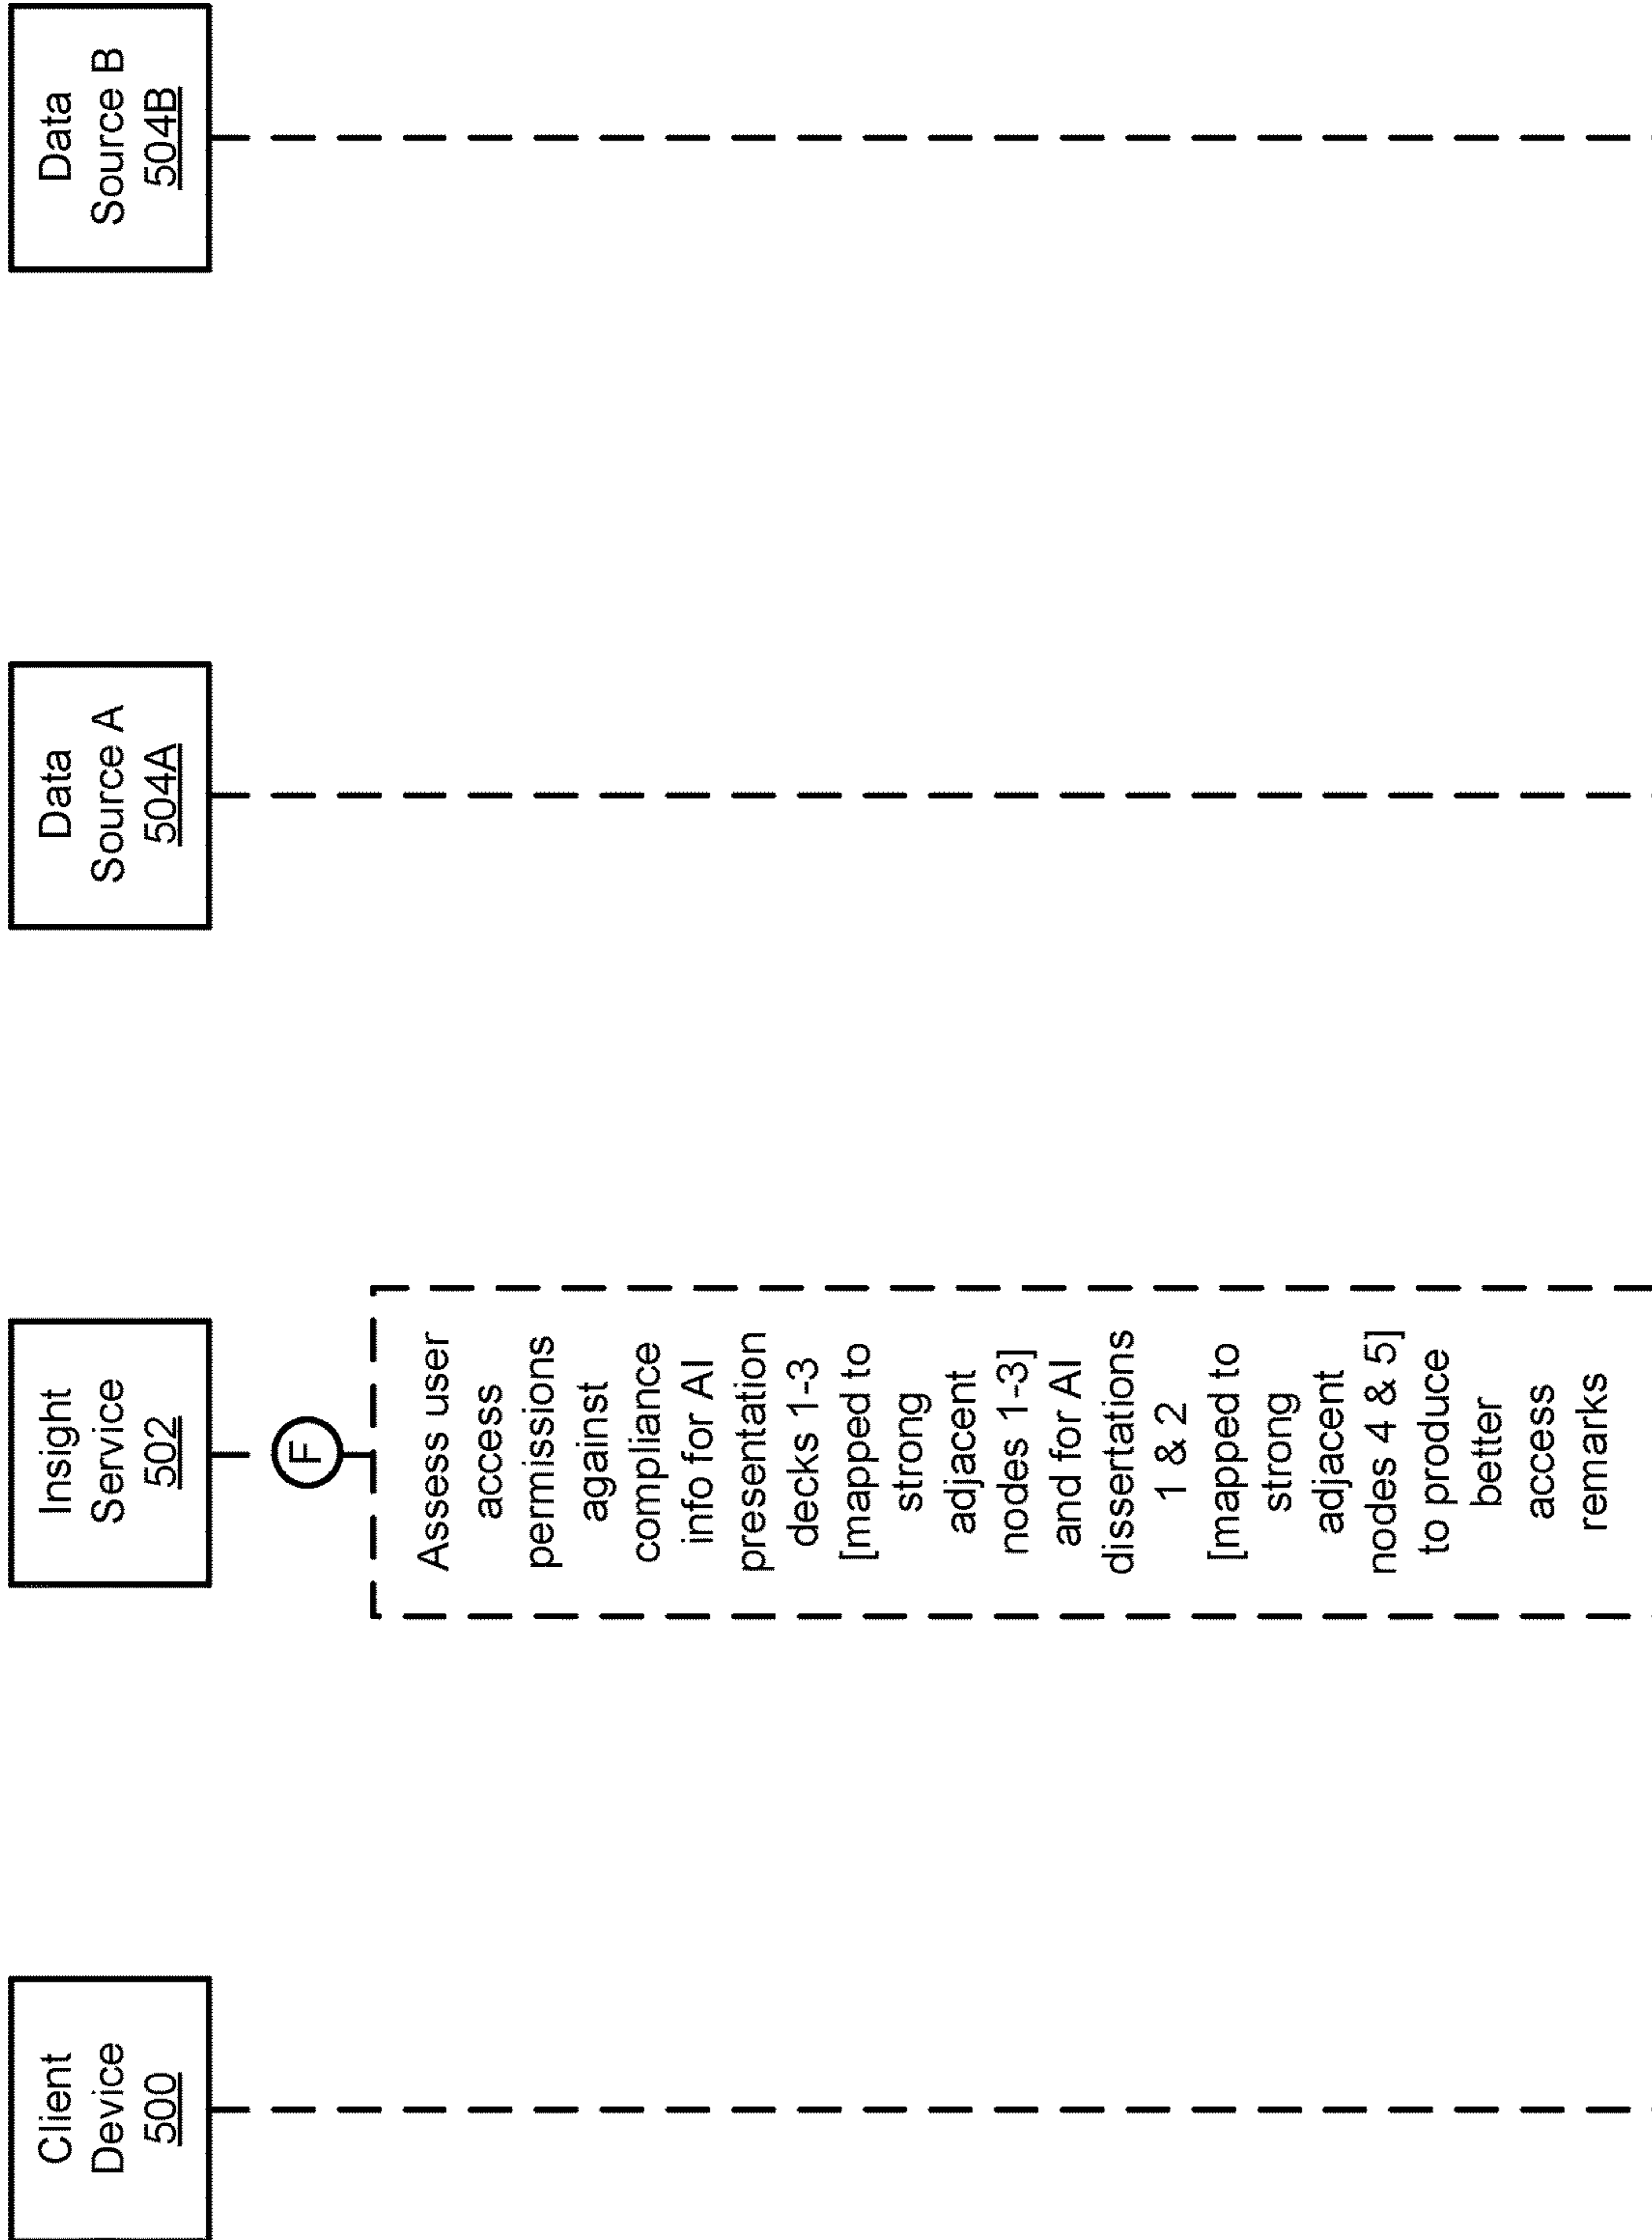 Client
Device
500
Insight
Service
502
Data
Source A
504A
Data
Source B
504B
F
Assess user
access
permissions
against
compliance
info for AI
presentation
decks 1-3
[mapped to
strong
adjacent
nodes 1-3]
and for AI
dissertations
1 & 2
[mapped to
strong
adjacent
nodes 4 & 5]
to produce
better
access
remarks